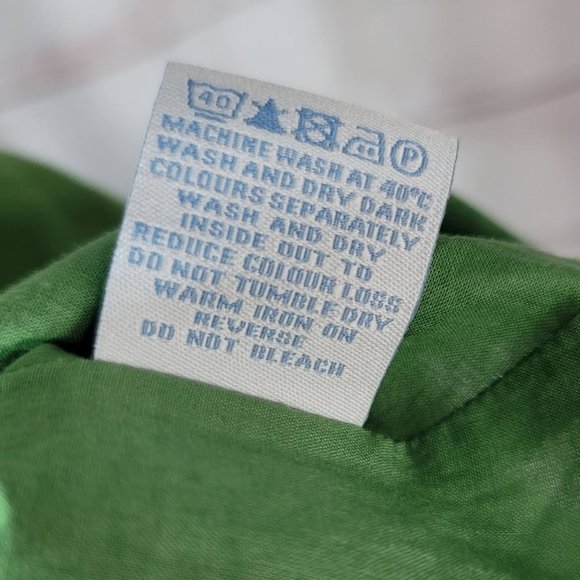 40 P
MACHINE WASH AT 40°C
WASH AND DRY DARK
COLOURS SEPARATELY
WASH AND DRY
INSIDE OUT TO
REDUCE COLOUR LOSS
DO NOT TUMBLE DRY
WARM IRON ON
REVERSE
DO NOT BLEACH